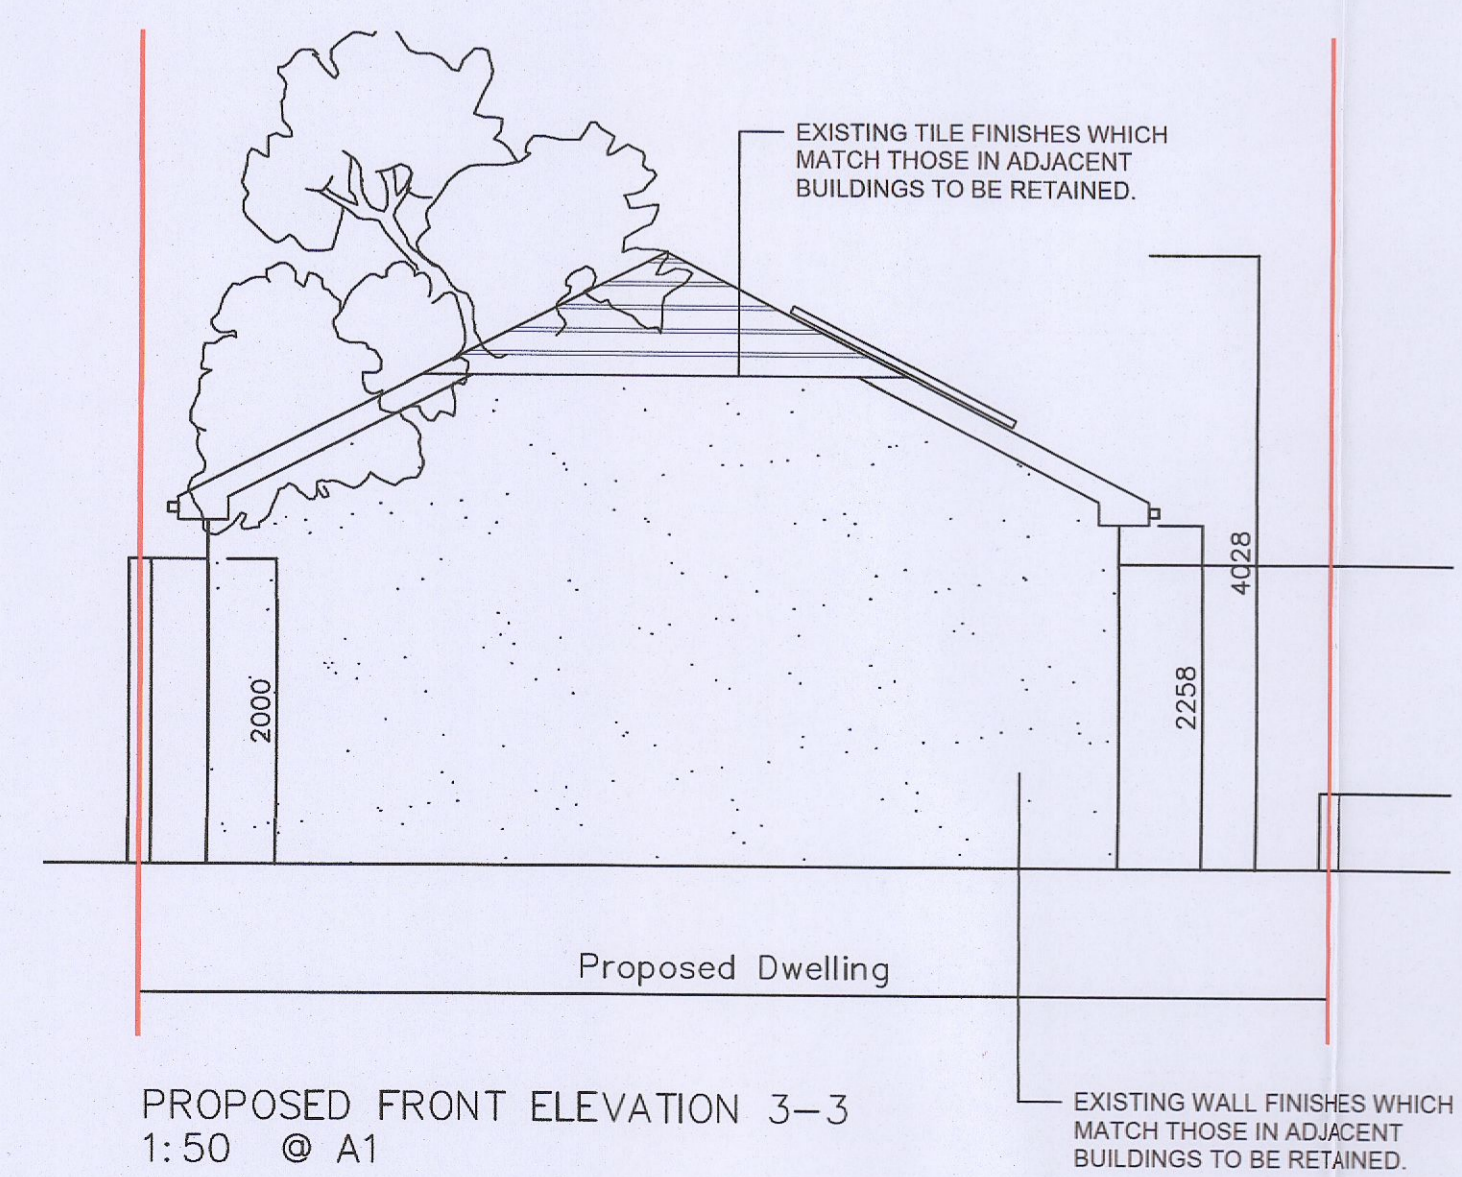 EXISTING TILE FINISHES WHICH
MATCH THOSE IN ADJACENT
BUILDINGS TO BE RETAINED.
4028
2258
2000
Proposed Dwelling
PROPOSED FRONT ELEVATION 3-3
1:50 @ A1
EXISTING WALL FINISHES WHICH
MATCH THOSE IN ADJACENT
BUILDINGS TO BE RETAINED.